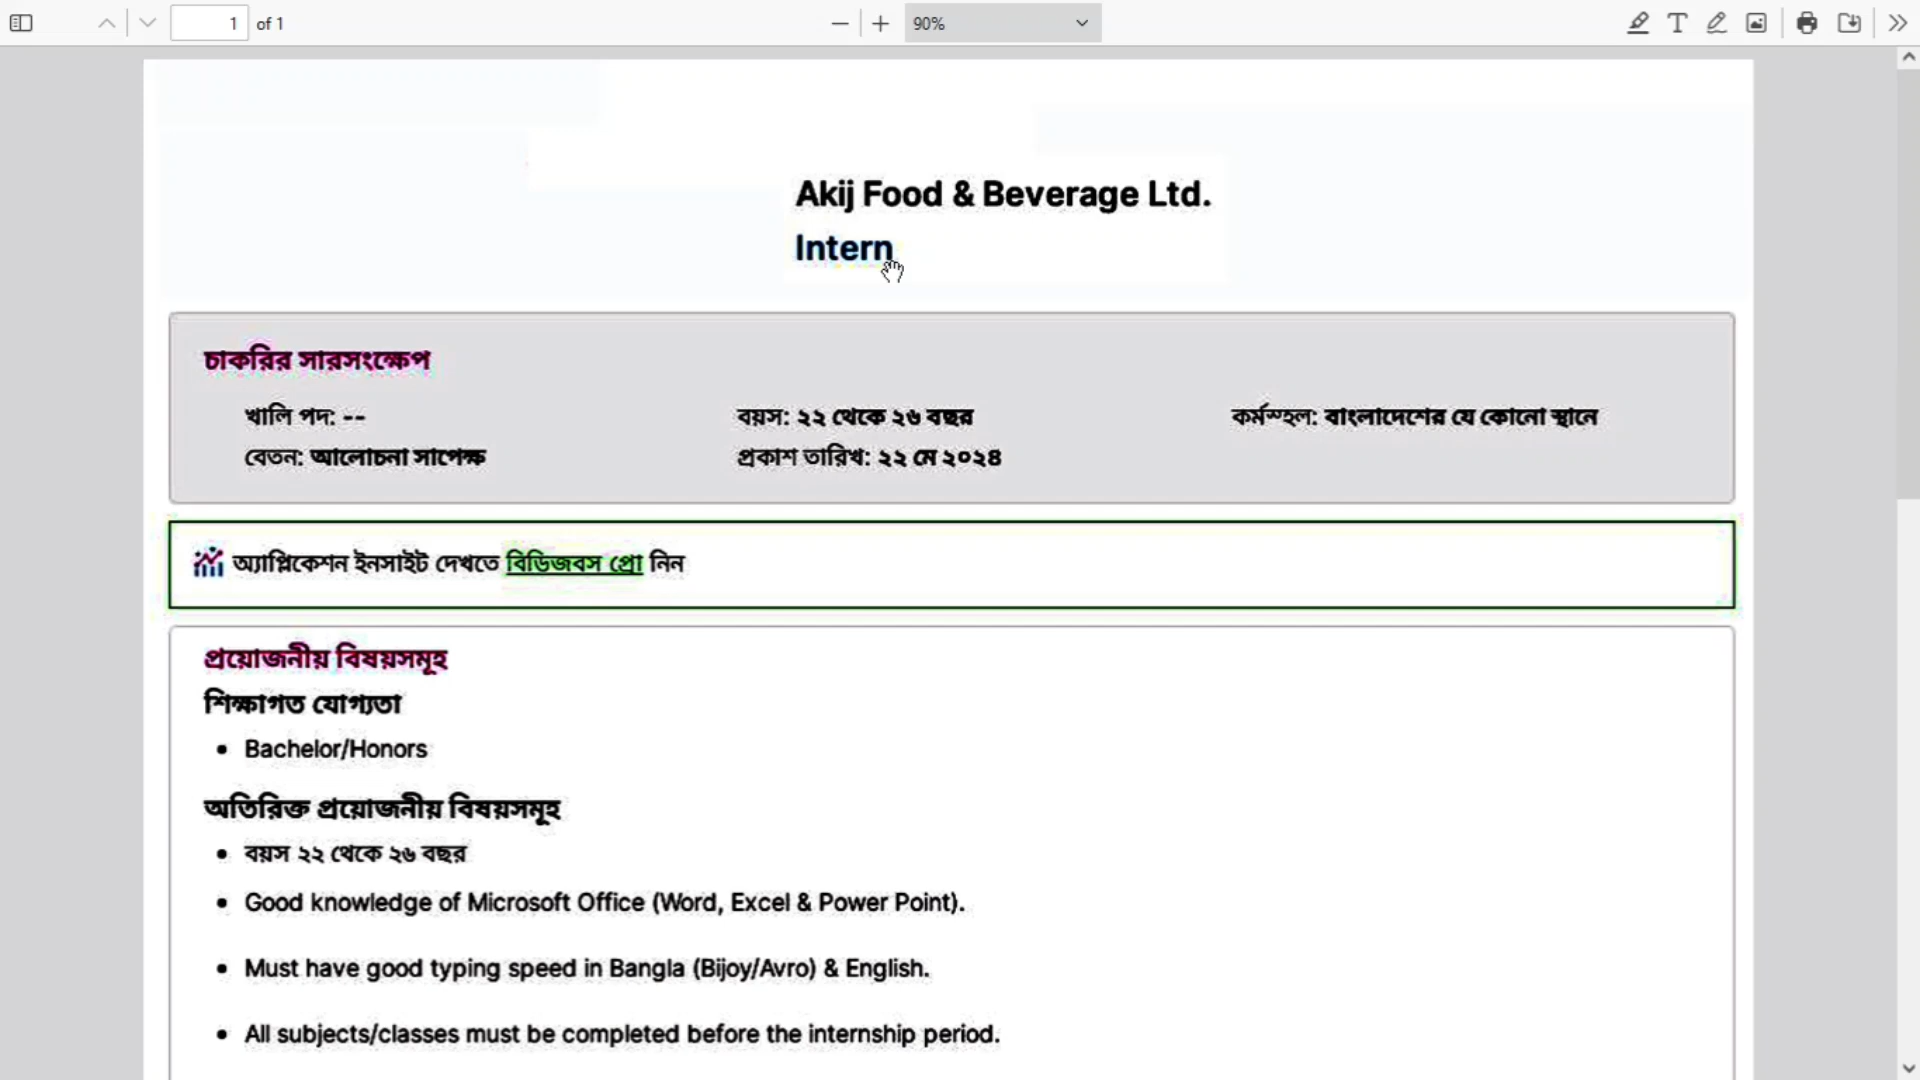 1 of 1
90%
Akij Food & Beverage Ltd.
Intern
চাকরির সারসংক্ষেপ
খালি পদ: -- বয়স: ২২ থেকে ২৬ বছর কর্মস্হল: বাংলাদেশের যে কোনো স্থানে
বেতন: আলোচনা সাপেক্ষ প্রকাশ তারিখ: ২২ মে ২০২৪
অ্যাপ্লিকেশন ইনসাইট দেখতে বিডিজবস প্রো নিন
প্রয়োজনীয় বিষয়সমূহ
শিক্ষাগত যোগ্যতা
• Bachelor/Honors
অতিরিক্ত প্রয়োজনীয় বিষয়সমূহ
• বয়স ২২ থেকে ২৬ বছর
• Good knowledge of Microsoft Office (Word, Excel & Power Point).
• Must have good typing speed in Bangla (Bijoy/Avro) & English.
• All subjects/classes must be completed before the internship period.